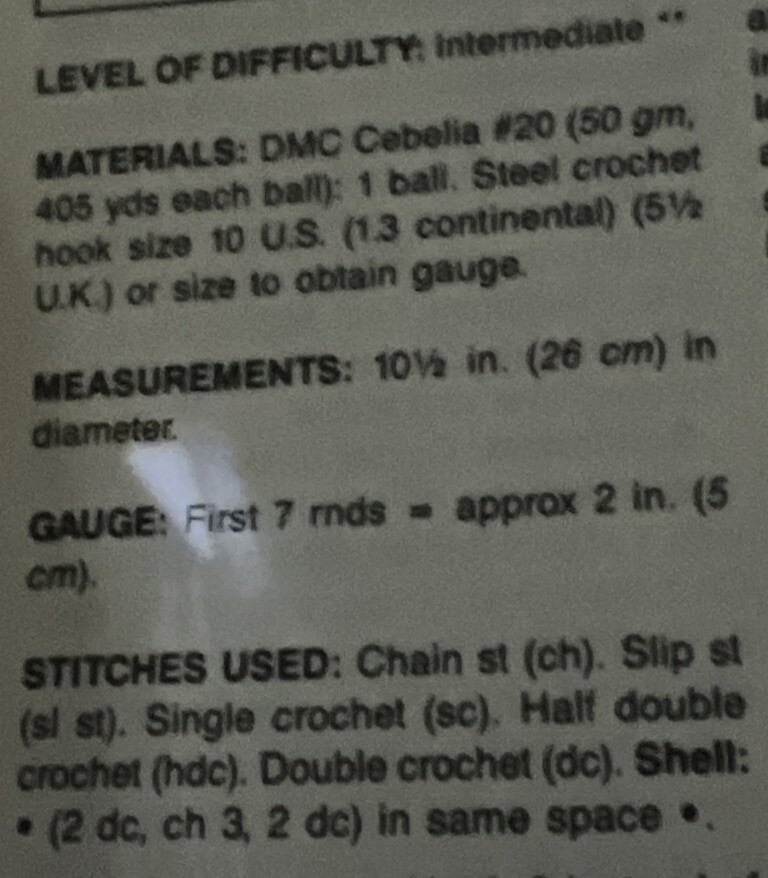 LEVEL OF DIFFICULTY: Intermediate **
MATERIALS: DMC Cebelia #20 (50 gm,
405 yds each ball): 1 ball. Steel crochet
hook size 10 U.S. (1.3 continental) (5½
U.K.) or size to obtain gauge.
MEASUREMENTS: 10½ in. (26 cm) in
diameter.
GAUGE: First 7 rnds = approx 2 in. (5
cm).
STITCHES USED: Chain st (ch). Slip st
(sl st). Single crochet (sc). Half double
crochet (hdc). Double crochet (dc). Shell:
• (2 dc, ch 3, 2 dc) in same space •.